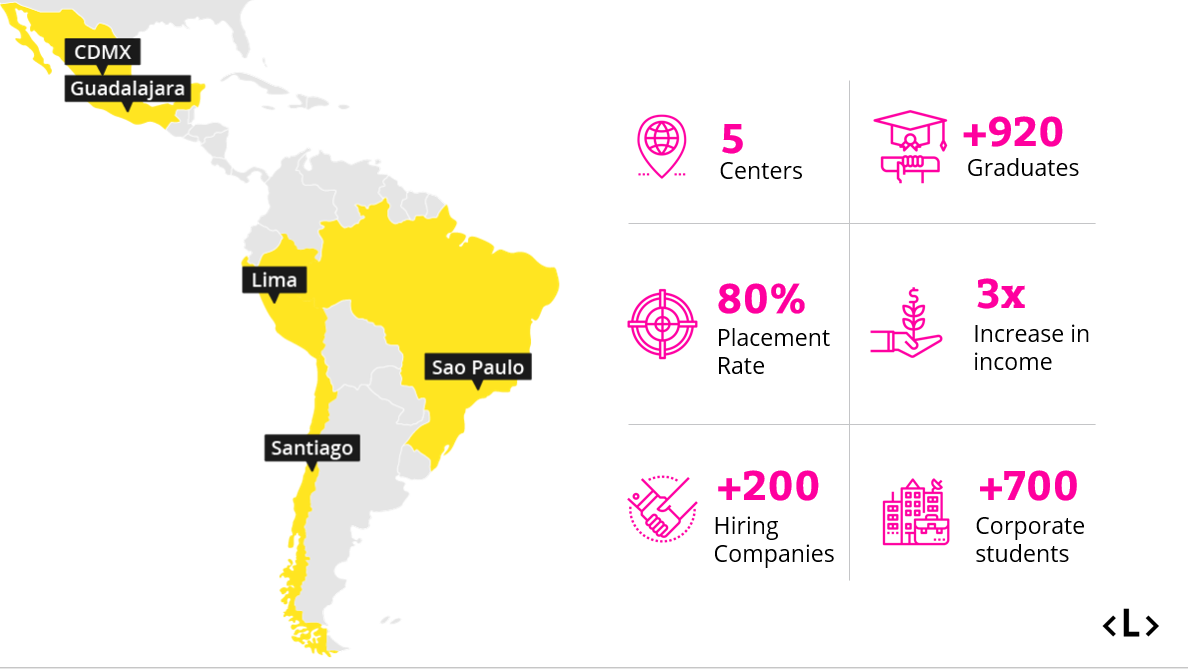 CDMX
Guadalajara
Lima
Sao Paulo
Santiago
5
Centers
+920
Graduates
80%
Placement
Rate
3x
Increase in
income
+200
Hiring
Companies
+700
Corporate
students
$
<L>